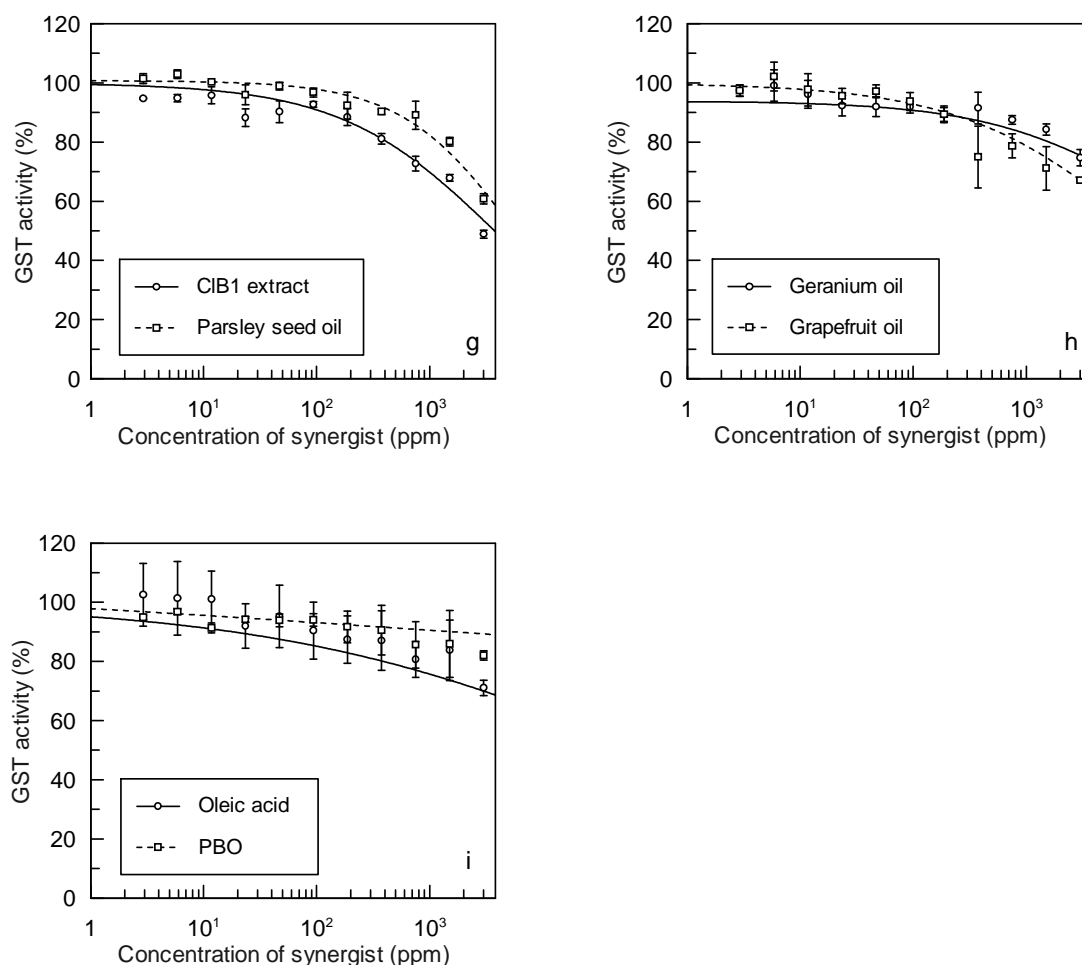 120
100
80
60
40
20
0
GST activity (%)
CIB1 extract
Parsley seed oil
g
1
10¹
10²
10³
Concentration of synergist (ppm)
120
100
80
60
40
20
0
GST activity (%)
Geranium oil
Grapefruit oil
h
1
10¹
10²
10³
Concentration of synergist (ppm)
120
100
80
60
40
20
0
GST activity (%)
Oleic acid
PBO
i
1
10¹
10²
10³
Concentration of synergist (ppm)